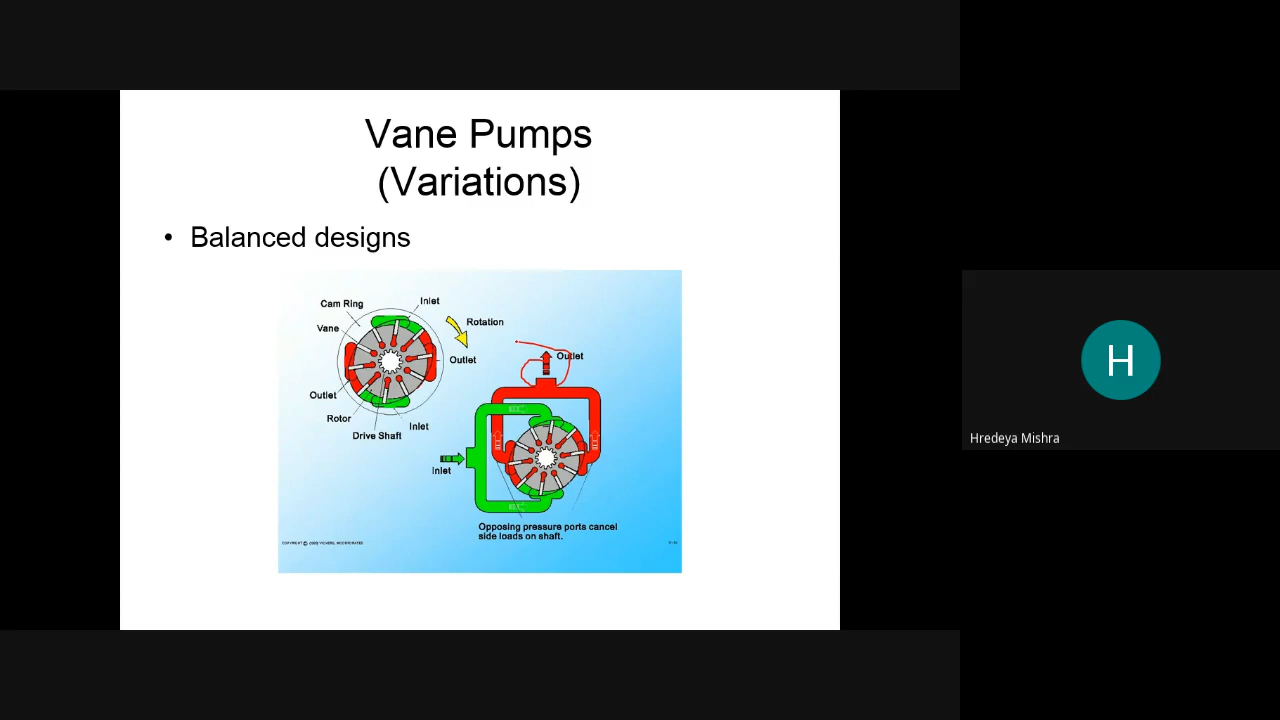 Vane Pumps
(Variations)
• Balanced designs
Cam Ring
Inlet
Vane
Rotation
Outlet
Outlet
Outlet
Rotor
Inlet
Drive Shaft
Inlet
Opposing pressure ports cancel
side loads on shaft.
H
Hredeya Mishra